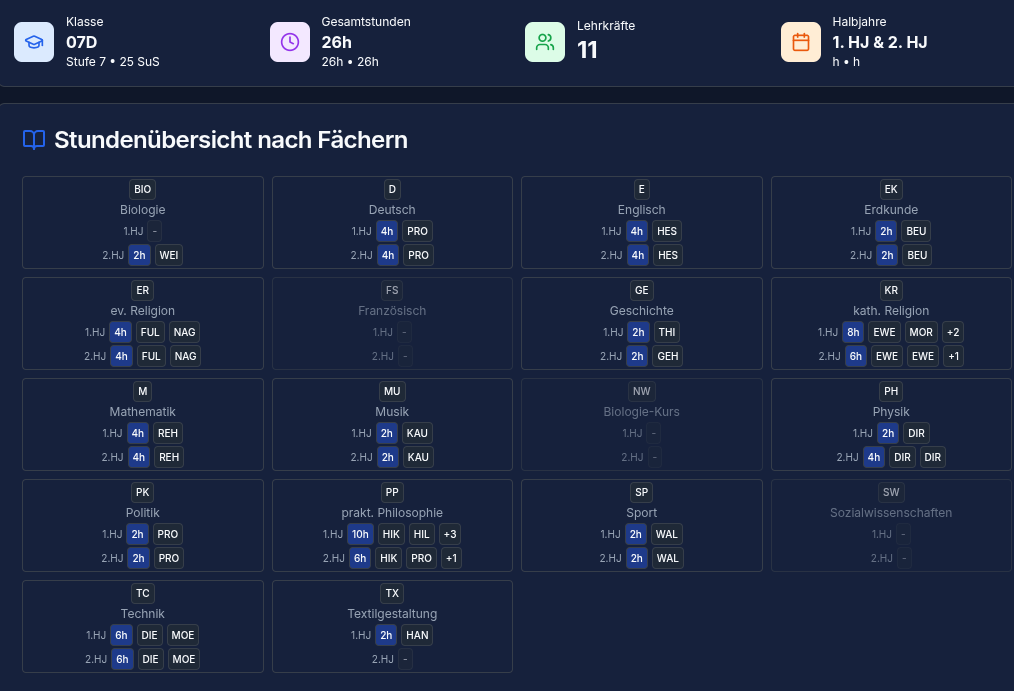 Klasse
07D
Stufe 7 • 25 SuS
Gesamtstunden
26h
26h • 26h
Lehrkräfte
11
Halbjahre
1. HJ & 2. HJ
h • h
Stundenübersicht nach Fächern
BIO
Biologie
1.HJ -
2.HJ 2h WEI
D
Deutsch
1.HJ 4h PRO
2.HJ 4h PRO
E
Englisch
1.HJ 4h HES
2.HJ 4h HES
EK
Erdkunde
1.HJ 2h BEU
2.HJ 2h BEU
ER
ev. Religion
1.HJ 4h FUL NAG
2.HJ 4h FUL NAG
FS
Französisch
1.HJ -
2.HJ -
GE
Geschichte
1.HJ 2h THI
2.HJ 2h GEH
KR
kath. Religion
1.HJ 8h EWE MOR +2
2.HJ 6h EWE EWE +1
M
Mathematik
1.HJ 4h REH
2.HJ 4h REH
MU
Musik
1.HJ 2h KAU
2.HJ 2h KAU
NW
Biologie-Kurs
1.HJ -
2.HJ -
PH
Physik
1.HJ 2h DIR
2.HJ 4h DIR DIR
PK
Politik
1.HJ 2h PRO
2.HJ 2h PRO
PP
prakt. Philosophie
1.HJ 10h HIK HIL +3
2.HJ 6h HIK PRO +1
SP
Sport
1.HJ 2h WAL
2.HJ 2h WAL
SW
Sozialwissenschaften
1.HJ -
2.HJ -
TC
Technik
1.HJ 6h DIE MOE
2.HJ 6h DIE MOE
TX
Textilgestaltung
1.HJ 2h HAN
2.HJ -